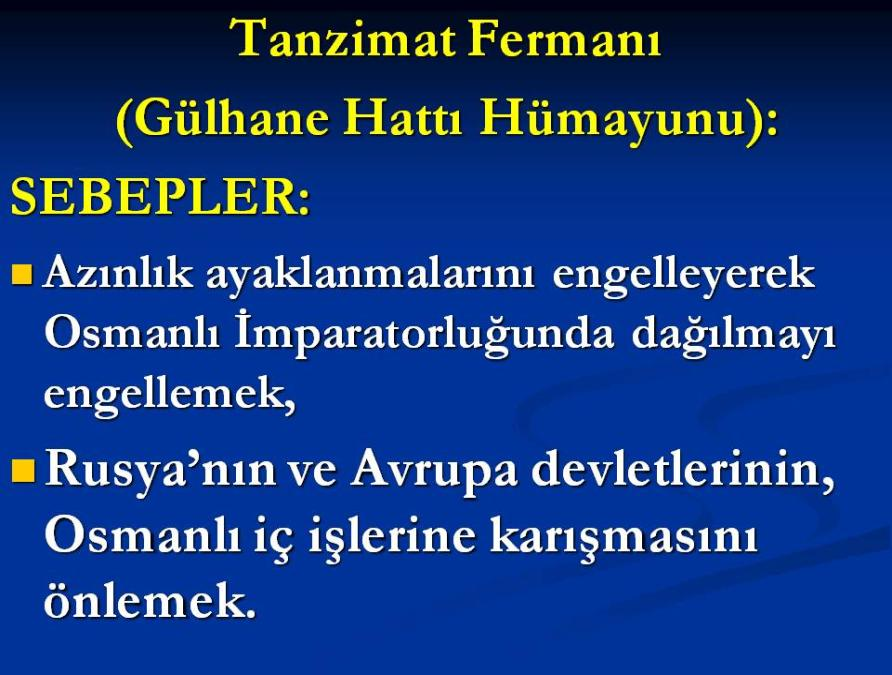 Tanzimat Fermanı
(Gülhane Hattı Hümayunu):
SEBEPLER:
Azınlık ayaklanmalarını engelleyerek
Osmanlı İmparatorluğunda dağılmayı
engellemek,
Rusya’nın ve Avrupa devletlerinin,
Osmanlı iç işlerine karışmasını
önlemek.